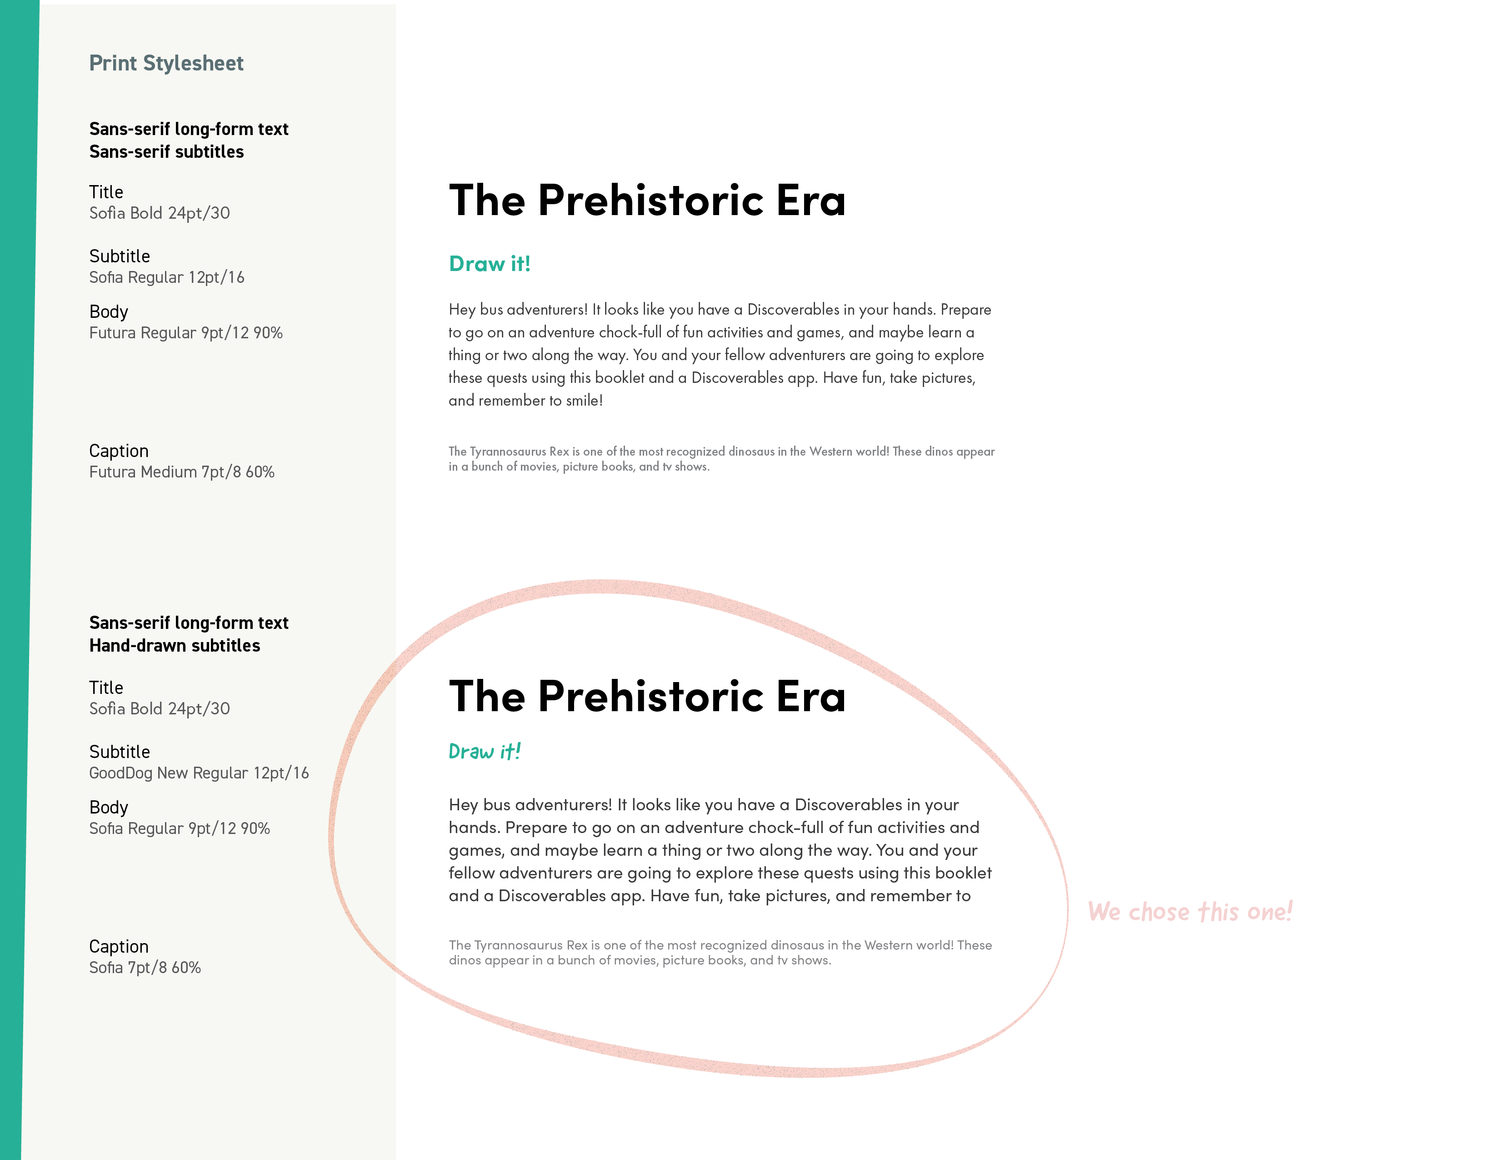 Print Stylesheet
Sans-serif long-form text
Sans-serif subtitles
Title
Sofia Bold 24pt/30
Subtitle
Sofia Regular 12pt/16
Body
Futura Regular 9pt/12 90%
Caption
Futura Medium 7pt/8 60%
The Prehistoric Era
Draw it!
Hey bus adventurers! It looks like you have a Discoverables in your hands. Prepare
to go on an adventure chock-full of fun activities and games, and maybe learn a
thing or two along the way. You and your fellow adventurers are going to explore
these quests using this booklet and a Discoverables app. Have fun, take pictures,
and remember to smile!
The Tyrannosaurus Rex is one of the most recognized dinosaus in the Western world! These dinos appear
in a bunch of movies, picture books, and tv shows.
Sans-serif long-form text
Hand-drawn subtitles
Title
Sofia Bold 24pt/30
Subtitle
GoodDog New Regular 12pt/16
Body
Sofia Regular 9pt/12 90%
Caption
Sofia 7pt/8 60%
The Prehistoric Era
Draw it!
Hey bus adventurers! It looks like you have a Discoverables in your
hands. Prepare to go on an adventure chock-full of fun activities and
games, and maybe learn a thing or two along the way. You and your
fellow adventurers are going to explore these quests using this booklet
and a Discoverables app. Have fun, take pictures, and remember to
The Tyrannosaurus Rex is one of the most recognized dinosaus in the Western world! These
dinos appear in a bunch of movies, picture books, and tv shows.
We chose this one!